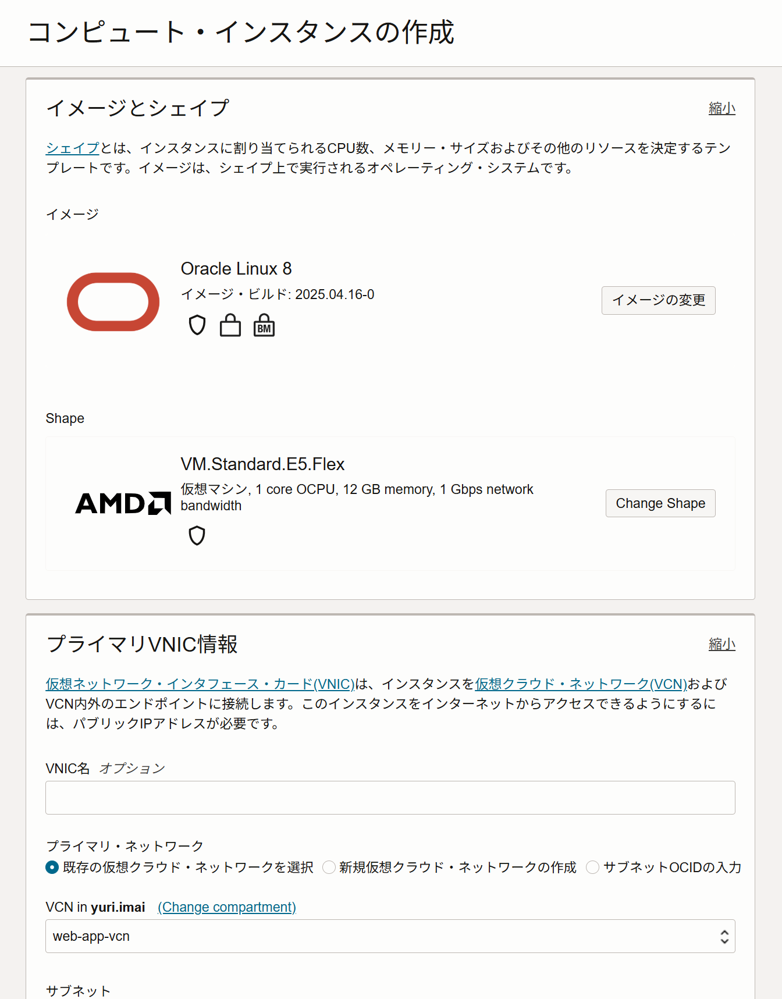 コンピュート・インスタンスの作成
イメージとシェイプ
縮小
シェイプとは、インスタンスに割り当てられるCPU数、メモリー・サイズおよびその他のリソースを決定するテン
プレートです。イメージは、シェイプ上で実行されるオペレーティング・システムです。
イメージ
Oracle Linux 8
イメージ・ビルド: 2025.04.16-0
イメージの変更
BM
Shape
VM.Standard.E5.Flex
AMD
仮想マシン, 1 core OCPU, 12 GB memory, 1 Gbps network
bandwidth
Change Shape
プライマリVNIC情報
縮小
仮想ネットワーク・インタフェース・カード(VNIC)は、インスタンスを仮想クラウド・ネットワーク(VCN)および
VCN内外のエンドポイントに接続します。このインスタンスをインターネットからアクセスできるようにするに
は、パブリックIPアドレスが必要です。
VNIC名 オプション
プライマリ・ネットワーク
既存の仮想クラウド・ネットワークを選択 新規仮想クラウド・ネットワークの作成 サブネットOCIDの入力
VCN in yuri.imai (Change compartment)
web-app-vcn
サブネット